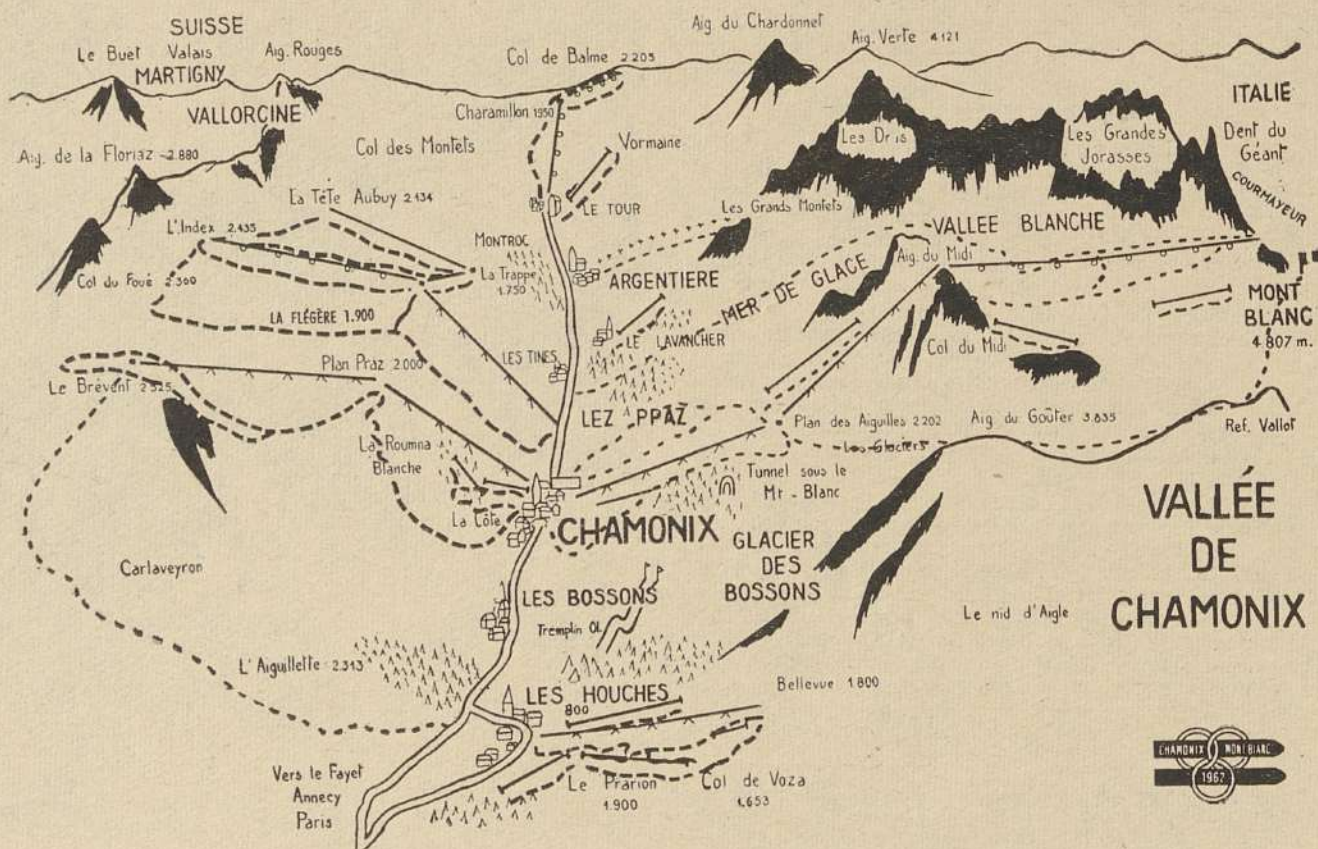 SUISSE
Le Buet Valais Aig. Rouges
MARTIGNY
VALLORCINE
Aig. de la Floriaz 2.880
Col des Montets
Col de Balme 2 205
Charamillon 1950
Vormaine
LE TOUR
Aig du Chardonnet
Aig. Verte 4 121
Les Drus
Les Grandes
Jorasses
ITALIE
Dent du
Géant
COURMAYEUR
La Tête Aubuy 2 434
L'Index 2.435
Col du Foué 2 360
LA FLÉGÈRE 1.900
MONTROC
La Trappe
1.750
ARGENTIERE
Les Grands Montets
VALLEE BLANCHE
MER DE GLACE
Aig. du Midi
MONT
BLANC
4 807 m.
Col du Midi
LE LAVANCHER
LES TINES
Plan Praz 2.000
Le Brévent 2 525
LEZ PPAZ
Plan des Aiguilles 2 202
Aig du Goûter 3.835
Ref. Vallot
Les Glaciers
La Roumna
Blanche
La Côte
Tunnel sous le
Mt - Blanc
CHAMONIX
GLACIER
DES
BOSSONS
VALLÉE
DE
CHAMONIX
Carlaveyron
LES BOSSONS
Tremplin Ol.
Le nid d'Aigle
L'Aiguillette 2.313
LES HOUCHES
800
Bellevue 1 800
Vers le Fayet
Annecy
Paris
Le Prarion
1.900
Col de Voza
1.653
CHAMONIX MONT BLANC
1962